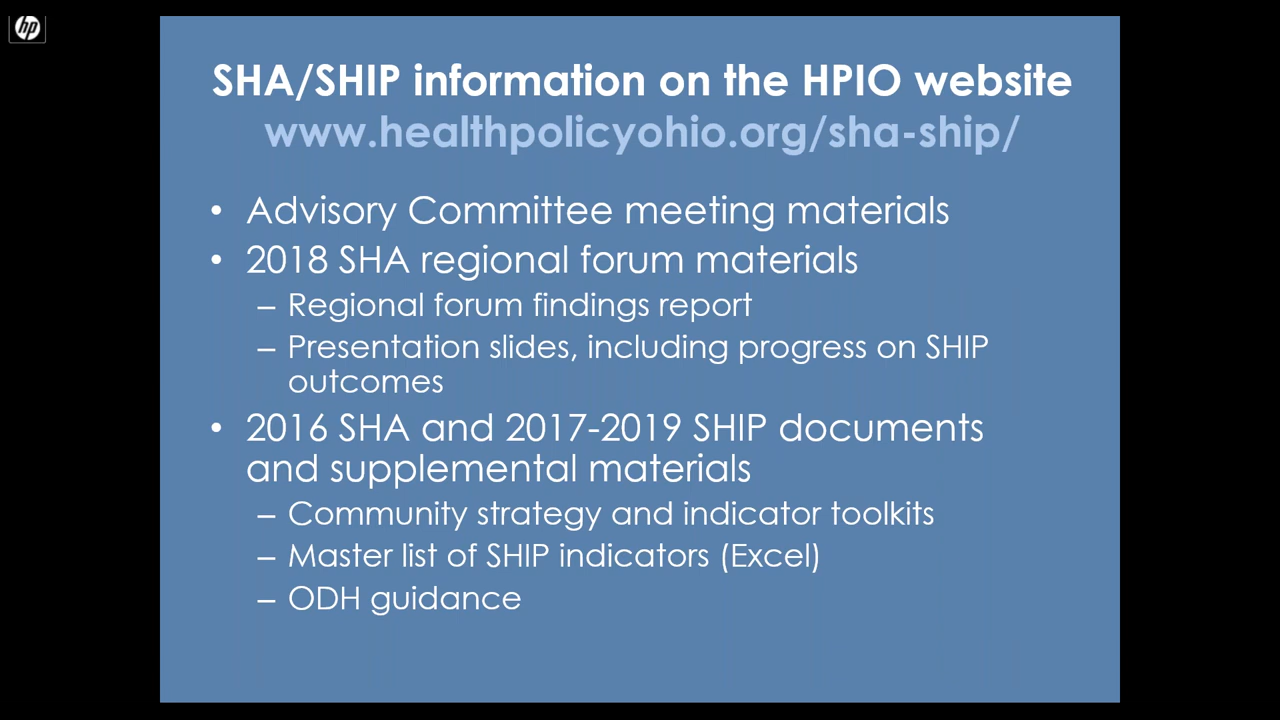 hp
SHA/SHIP information on the HPIO website
www.healthpolicyohio.org/sha-ship/
• Advisory Committee meeting materials
• 2018 SHA regional forum materials
– Regional forum findings report
– Presentation slides, including progress on SHIP
outcomes
• 2016 SHA and 2017-2019 SHIP documents
and supplemental materials
– Community strategy and indicator toolkits
– Master list of SHIP indicators (Excel)
– ODH guidance